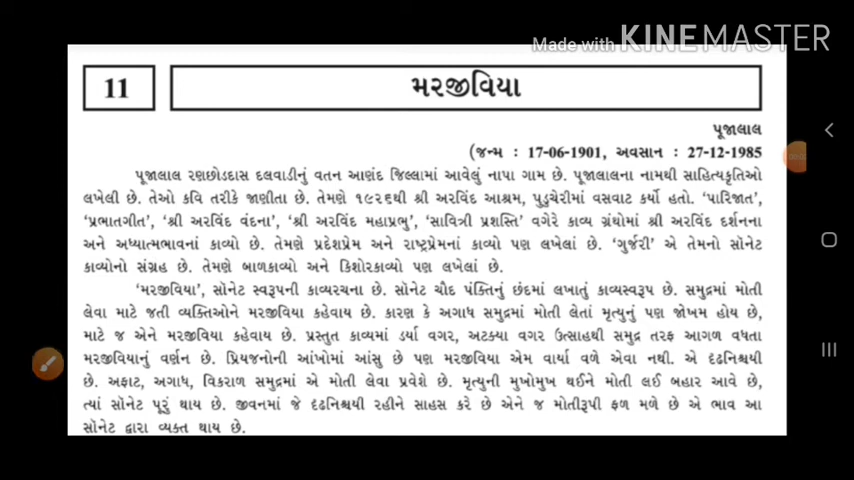 Made with KINEMASTER
11
મરજીવિયા
પૂજાલાલ
(જન્મ : 17-06-1901, અવસાન : 27-12-1985
પૂજાલાલ રણછોડદાસ દલવાડીનું વતન આણંદ જિલ્લામાં આવેલું નાપા ગામ છે. પૂજાલાલના નામથી સાહિત્યકૃતિઓ
લખેલી છે. તેઓ કવિ તરીકે જાણીતા છે. તેમણે ૧૯૨૬થી શ્રી અરવિંદ આશ્રમ, પુડુચેરીમાં વસવાટ કર્યો હતો. 'પારિજાત',
'પ્રભાતગીત', 'શ્રી અરવિંદ વંદના', 'શ્રી અરવિંદ મહાપ્રભુ', 'સાવિત્રી પ્રશસ્તિ' વગેરે કાવ્ય ગ્રંથોમાં શ્રી અરવિંદ દર્શનના
અને અધ્યાત્મભાવનાં કાવ્યો છે. તેમણે પ્રદેશપ્રેમ અને રાષ્ટ્રપ્રેમનાં કાવ્યો પણ લખેલાં છે. 'ગુર્જરી' એ તેમનો સૉનેટ
કાવ્યોનો સંગ્રહ છે. તેમણે બાળકાવ્યો અને કિશોરકાવ્યો પણ લખેલાં છે.
'મરજીવિયા', સૉનેટ સ્વરૂપની કાવ્યરચના છે. સૉનેટ ચૌદ પંક્તિનું છંદમાં લખાતું કાવ્યસ્વરૂપ છે. સમુદ્રમાં મોતી
લેવા માટે જતી વ્યક્તિઓને મરજીવિયા કહેવાય છે. કારણ કે અગાધ સમુદ્રમાં મોતી લેતાં મૃત્યુનું પણ જોખમ હોય છે,
માટે જ એને મરજીવિયા કહેવાય છે. પ્રસ્તુત કાવ્યમાં ડર્યા વગર, અટક્યા વગર ઉત્સાહથી સમુદ્ર તરફ આગળ વધતા
મરજીવિયાનું વર્ણન છે. પ્રિયજનોની આંખોમાં આંસુ છે પણ મરજીવિયા એમ વાર્યા વળે એવા નથી. એ દૃઢનિશ્ચયી
છે. અફાટ, અગાધ, વિકરાળ સમુદ્રમાં એ મોતી લેવા પ્રવેશે છે. મૃત્યુની મુખોમુખ થઈને મોતી લઈ બહાર આવે છે,
ત્યાં સૉનેટ પૂરું થાય છે. જીવનમાં જે દૃઢનિશ્ચયી રહીને સાહસ કરે છે એને જ મોતીરૂપી ફળ મળે છે એ ભાવ આ
સૉનેટ દ્વારા વ્યક્ત થાય છે.